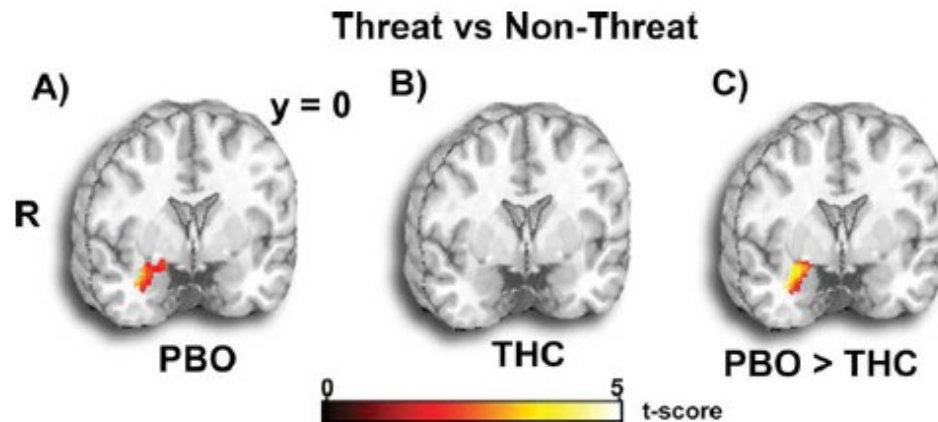 Threat vs Non-Threat
A)
y = 0
B)
C)
R
PBO
THC
PBO > THC
0
5
t-score